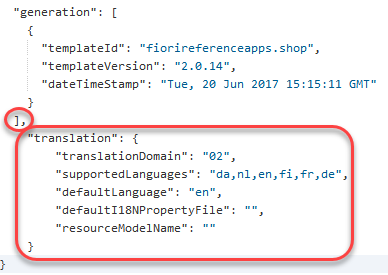 "generation": [
{
"templateId": "fiorireferenceapps.shop",
"templateVersion": "2.0.14",
"dateTimeStamp": "Tue, 20 Jun 2017 15:15:11 GMT"
}
],
"translation": {
"translationDomain": "02",
"supportedLanguages": "da,nl,en,fi,fr,de",
"defaultLanguage": "en",
"defaultI18NPropertyFile": "",
"resourceModelName": ""
}
}